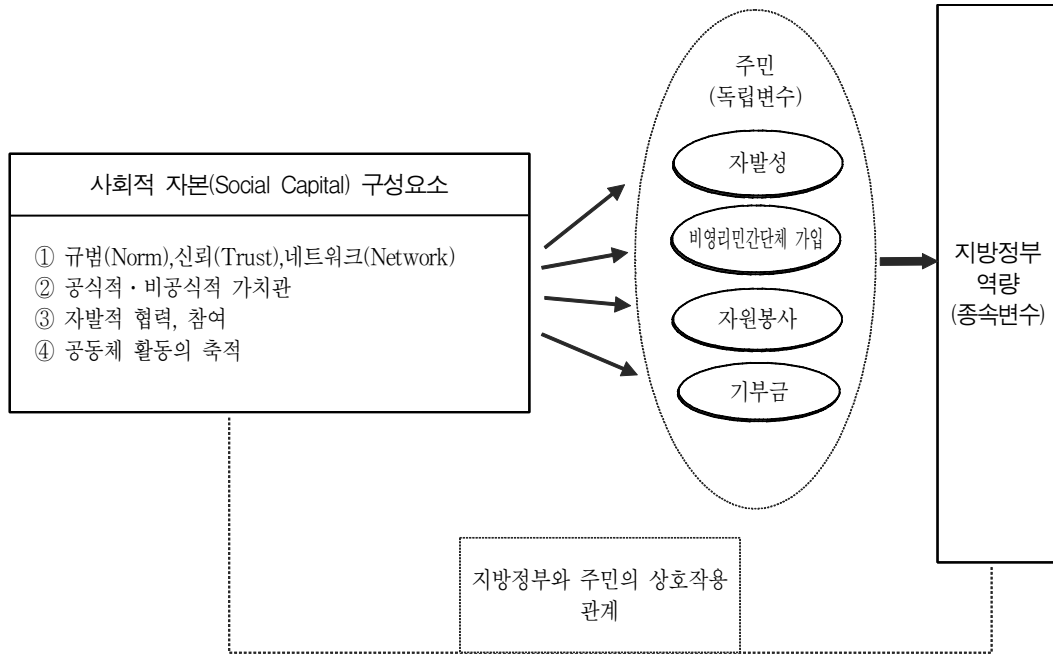 사회적 자본(Social Capital) 구성요소
① 규범(Norm),신뢰(Trust),네트워크(Network)
② 공식적·비공식적 가치관
③ 자발적 협력, 참여
④ 공동체 활동의 축적
주민
(독립변수)
자발성
비영리민간단체 가입
자원봉사
기부금
지방정부
역량
(종속변수)
지방정부와 주민의 상호작용
관계